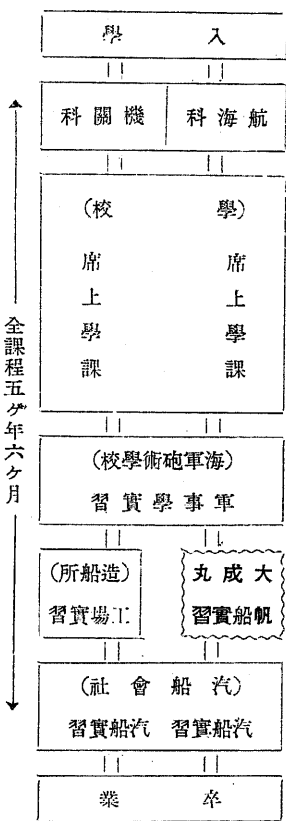 入學
航海科 機關科
(學校)
席上學課
席上學課
(海軍砲術學校)
軍事學實習
大成丸
帆船實習
(造船所)
工場實習
(汽船會社)
汽船實習 汽船實習
卒業
全課程五ヶ年六ヶ月